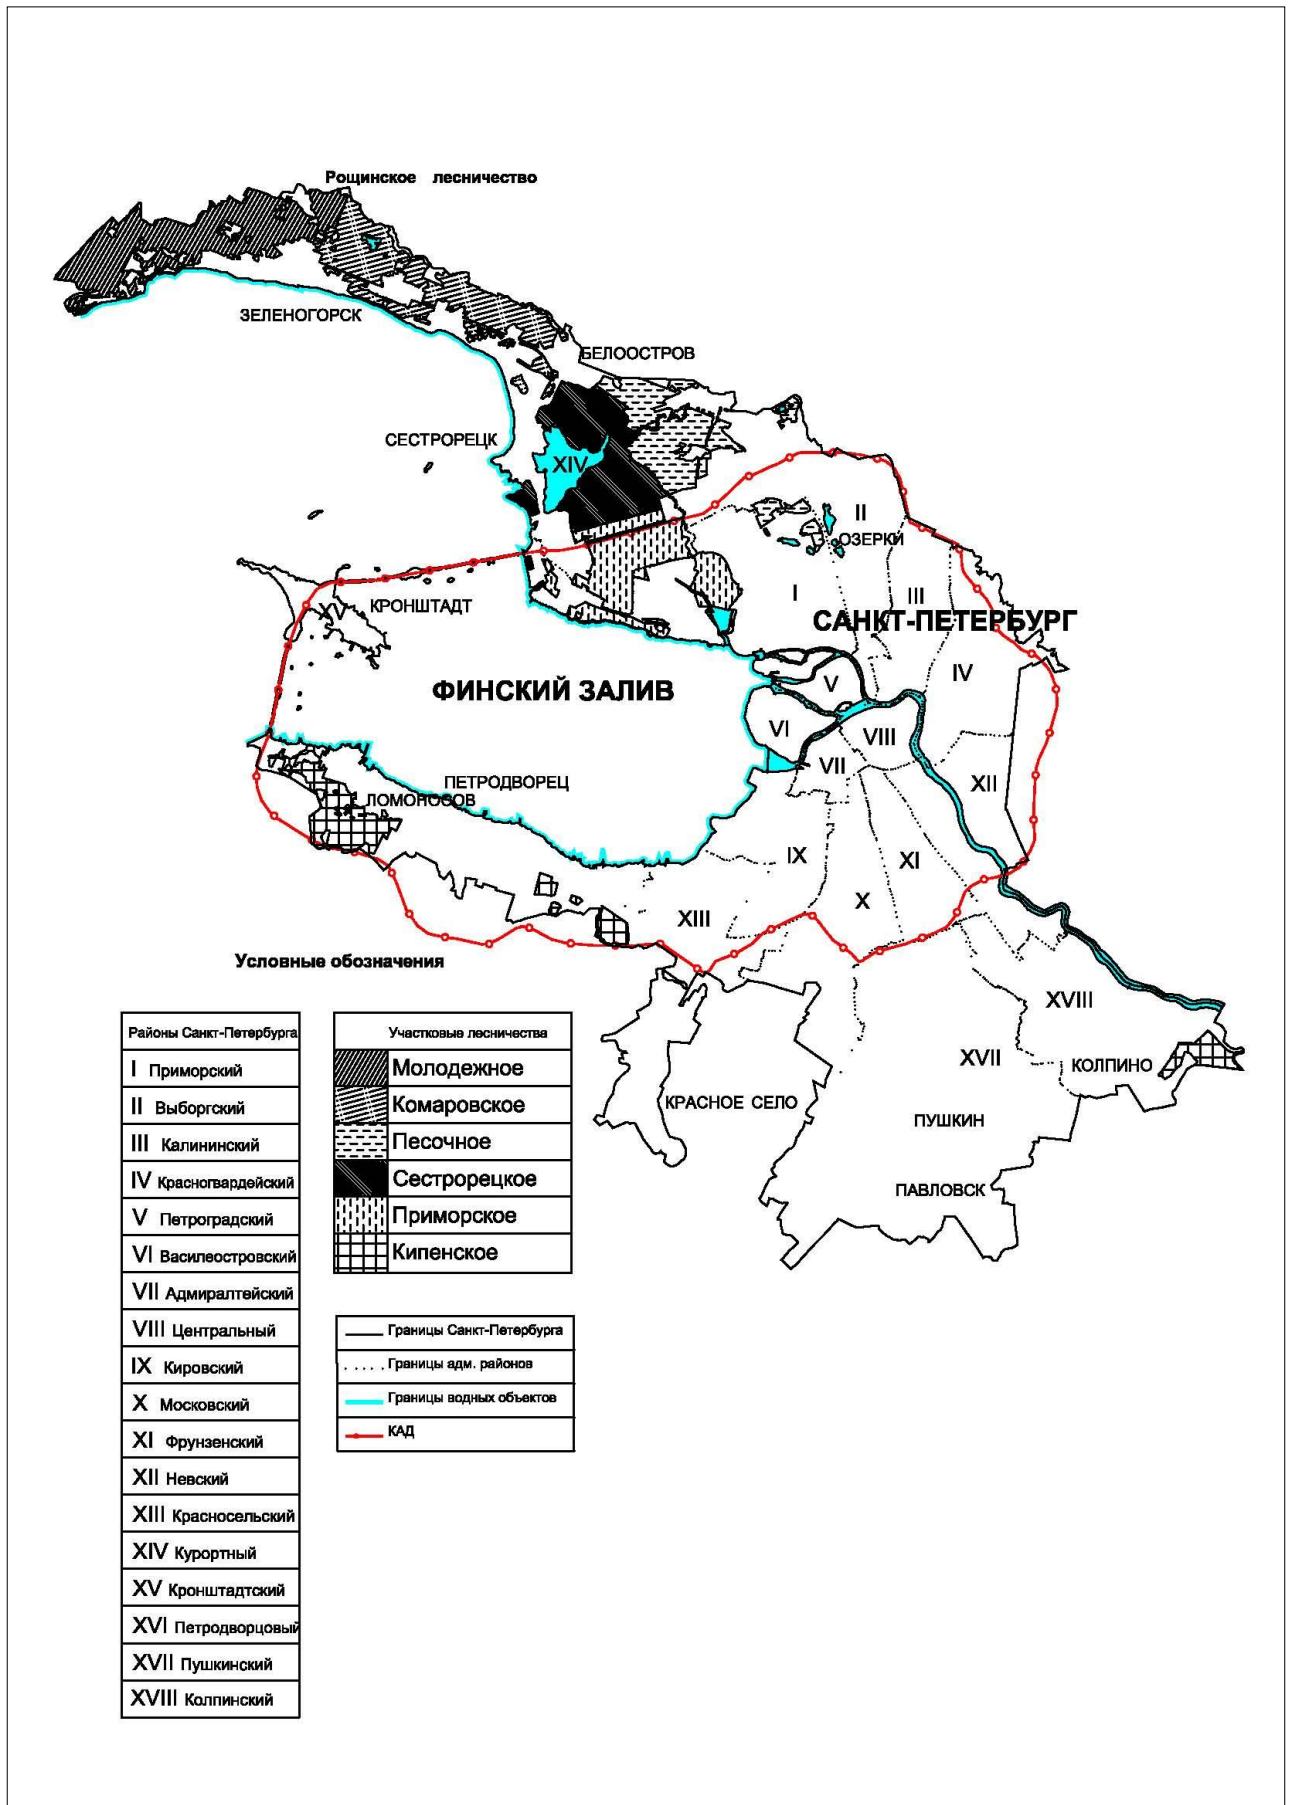 Рощинское лесничество
ЗЕЛЕНОГОРСК
БЕЛООСТРОВ
СЕСТРОРЕЦК
XIV
II
ОЗЕРКИ
I
III
XV
КРОНШТАДТ
САНКТ-ПЕТЕРБУРГ
IV
ФИНСКИЙ ЗАЛИВ
V
VI
VIII
VII
ПЕТРОДВОРЕЦ
XII
ЛОМОНОСОВ
IX
XI
X
XIII
Условные обозначения
XVIII
XVII
КОЛПИНО
КРАСНОЕ СЕЛО
ПУШКИН
ПАВЛОВСК
Районы Санкт-Петербурга
I Приморский
II Выборгский
III Калининский
IV Красногвардейский
V Петроградский
VI Василеостровский
VII Адмиралтейский
VIII Центральный
IX Кировский
X Московский
XI Фрунзенский
XII Невский
XIII Красносельский
XIV Курортный
XV Кронштадтский
XVI Петродворцовый
XVII Пушкинский
XVIII Колпинский
Участковые лесничества
Молодежное
Комаровское
Песочное
Сестрорецкое
Приморское
Кипенское
Границы Санкт-Петербурга
Границы адм. районов
Границы водных объектов
КАД